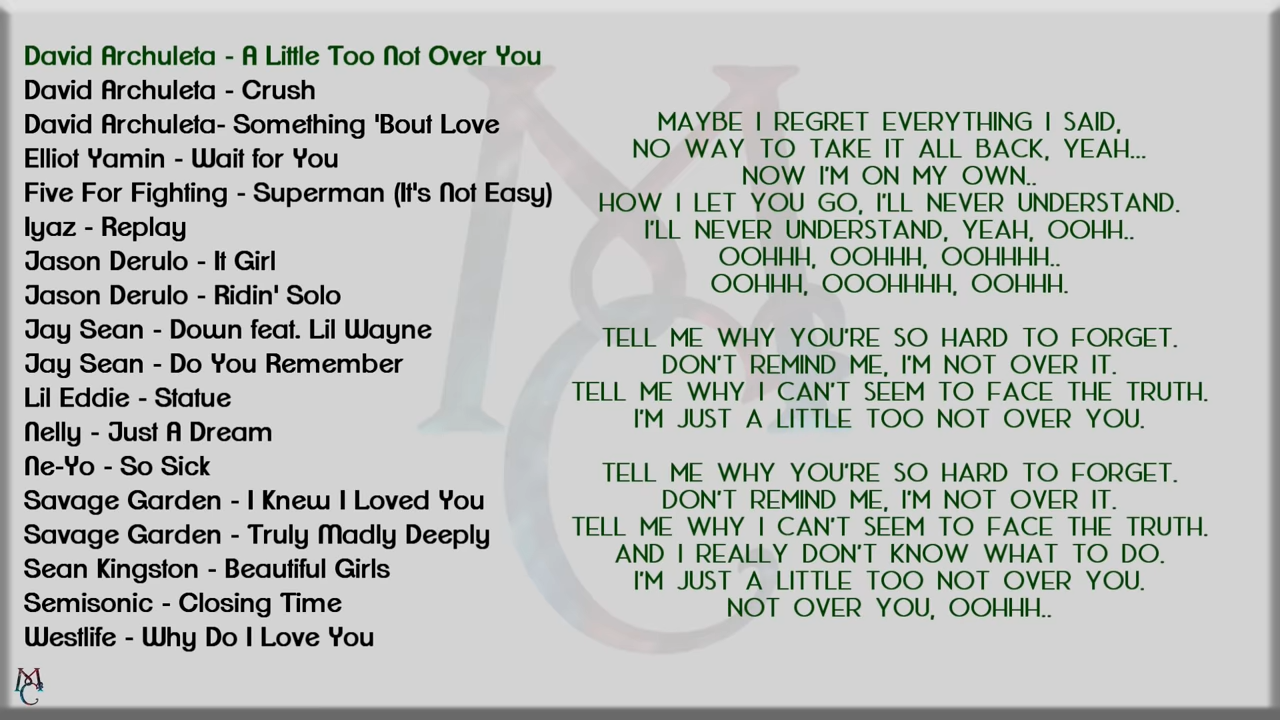 David Archuleta - A Little Too Not Over You
David Archuleta - Crush
David Archuleta- Something 'Bout Love
Elliot Yamin - Wait for You
Five For Fighting - Superman (It's Not Easy)
Iyaz - Replay
Jason Derulo - It Girl
Jason Derulo - Ridin' Solo
Jay Sean - Down feat. Lil Wayne
Jay Sean - Do You Remember
Lil Eddie - Statue
Nelly - Just A Dream
Ne-Yo - So Sick
Savage Garden - I Knew I Loved You
Savage Garden - Truly Madly Deeply
Sean Kingston - Beautiful Girls
Semisonic - Closing Time
Westlife - Why Do I Love You
MAYBE I REGRET EVERYTHING I SAID,
NO WAY TO TAKE IT ALL BACK, YEAH...
NOW I'M ON MY OWN..
HOW I LET YOU GO, I'LL NEVER UNDERSTAND.
I'LL NEVER UNDERSTAND, YEAH, OOHH..
OOHHH, OOHHH, OOHHHH..
OOHHH, OOOHHHH, OOHHH.
TELL ME WHY YOU'RE SO HARD TO FORGET.
DON'T REMIND ME, I'M NOT OVER IT.
TELL ME WHY I CAN'T SEEM TO FACE THE TRUTH.
I'M JUST A LITTLE TOO NOT OVER YOU.
TELL ME WHY YOU'RE SO HARD TO FORGET.
DON'T REMIND ME, I'M NOT OVER IT.
TELL ME WHY I CAN'T SEEM TO FACE THE TRUTH.
AND I REALLY DON'T KNOW WHAT TO DO.
I'M JUST A LITTLE TOO NOT OVER YOU.
NOT OVER YOU, OOHHH..